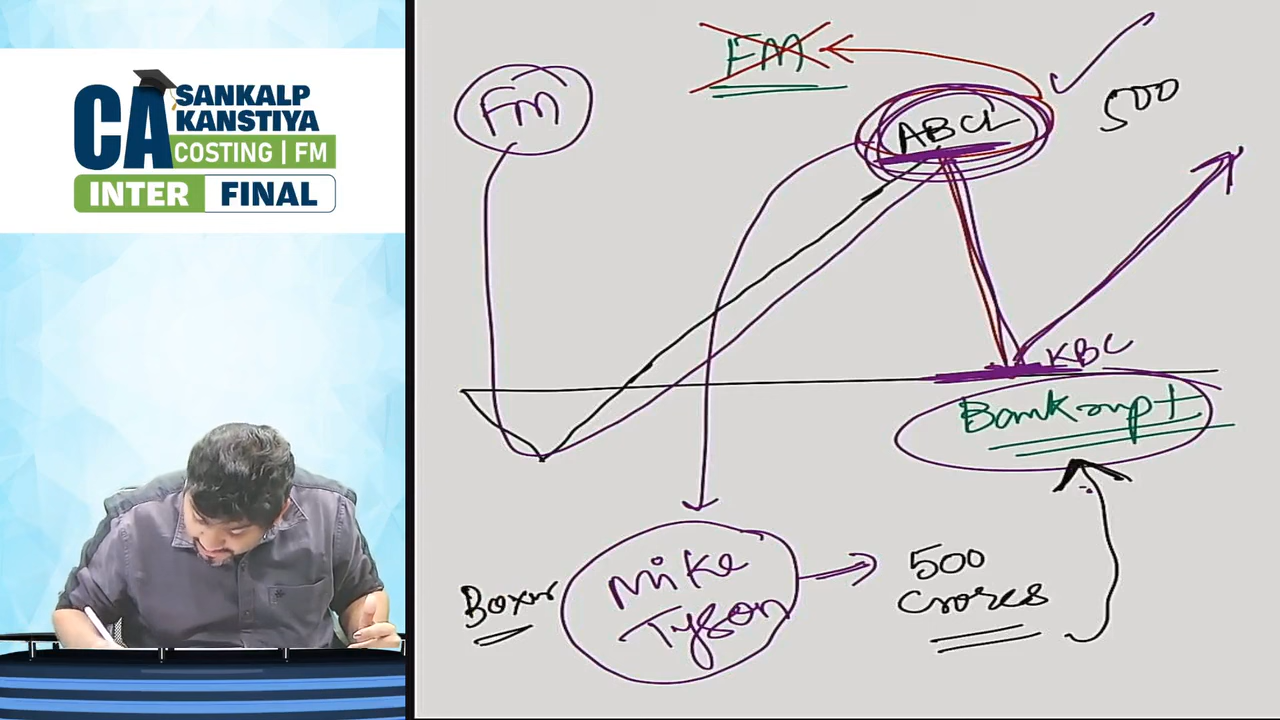 CA SANKALP
KANSTIYA
COSTING | FM
INTER FINAL
FM
FM
ABCL
500
KBC
Bankrupt
Boxer
Mike
Tyson
500
crores